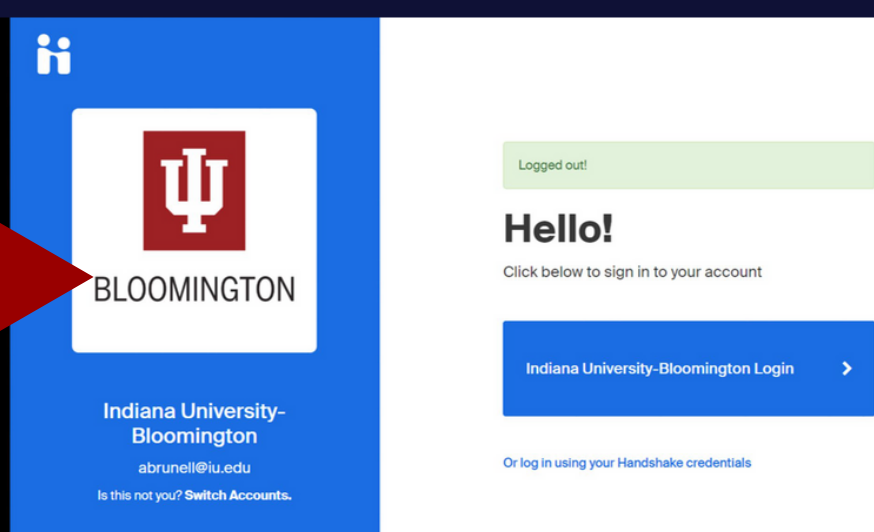 BLOOMINGTON
Indiana University-
Bloomington
abrunell@iu.edu
Is this not you? Switch Accounts.
Logged out!
Hello!
Click below to sign in to your account
Indiana University-Bloomington Login
Or log in using your Handshake credentials